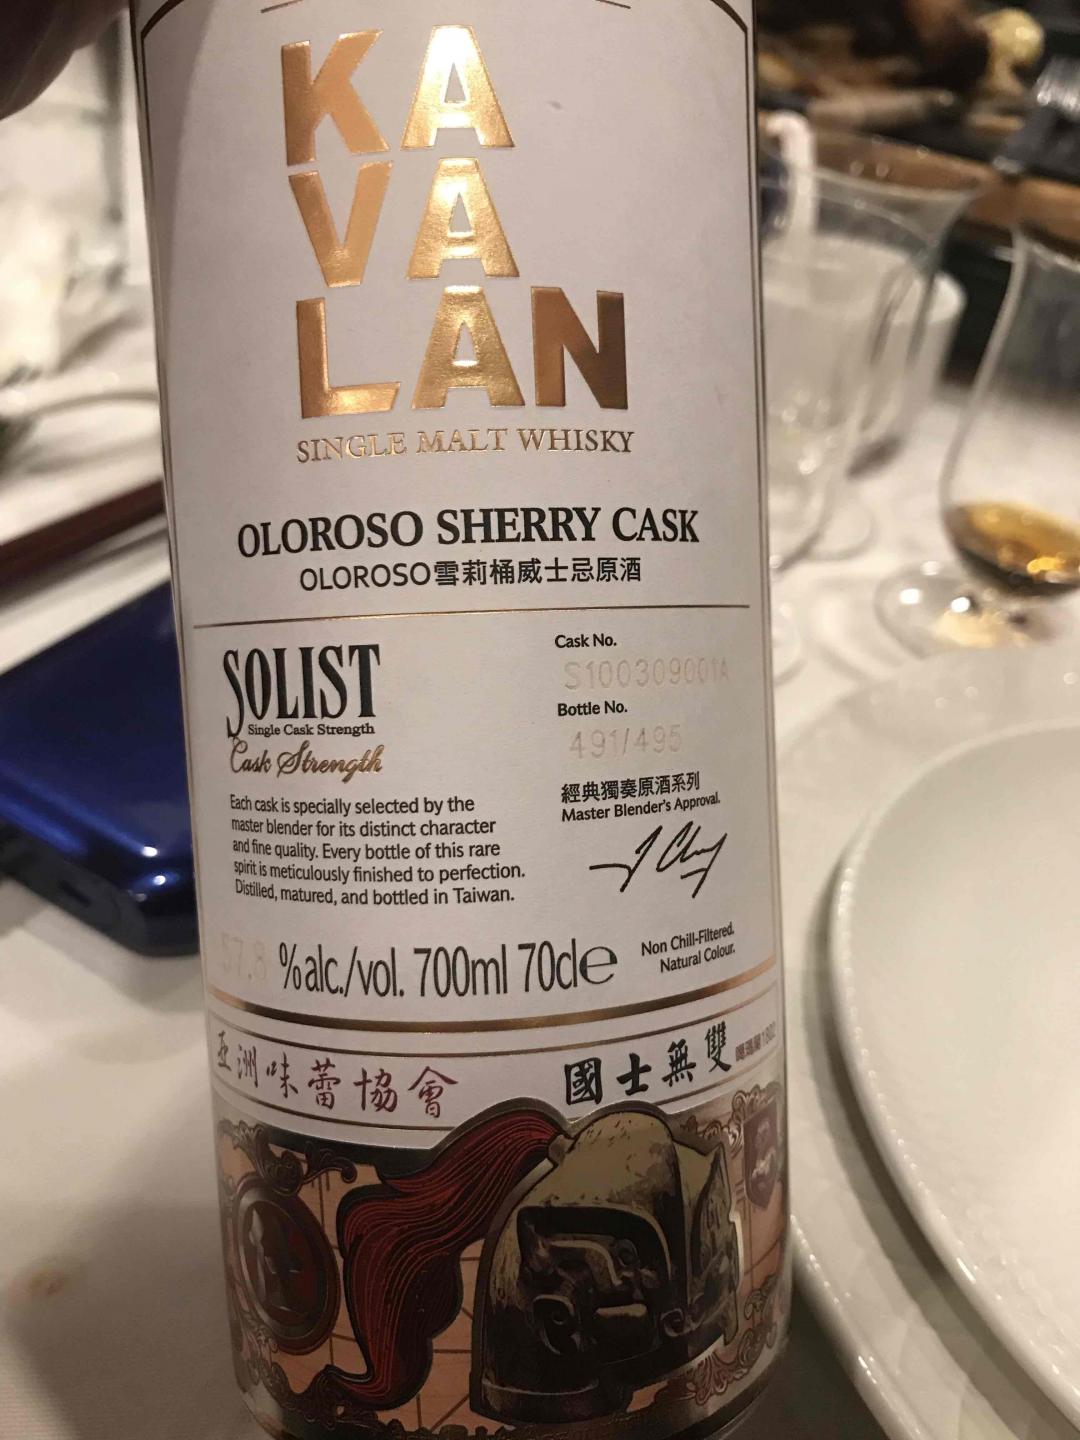 KA
VA
LAN
SINGLE MALT WHISKY
OLOROSO SHERRY CASK
OLOROSO雪莉桶威士忌原酒
SOLIST
Single Cask Strength
Cask Strength
Each cask is specially selected by the
master blender for its distinct character
and fine quality. Every bottle of this rare
spirit is meticulously finished to perfection.
Distilled, matured, and bottled in Taiwan.
Cask No.
S100309001A
Bottle No.
491/495
經典獨奏原酒系列
Master Blender's Approval.
57.8 %alc./vol. 700ml 70cl e
Non Chill-Filtered.
Natural Colour.
亞洲味蕾協會 國士無雙